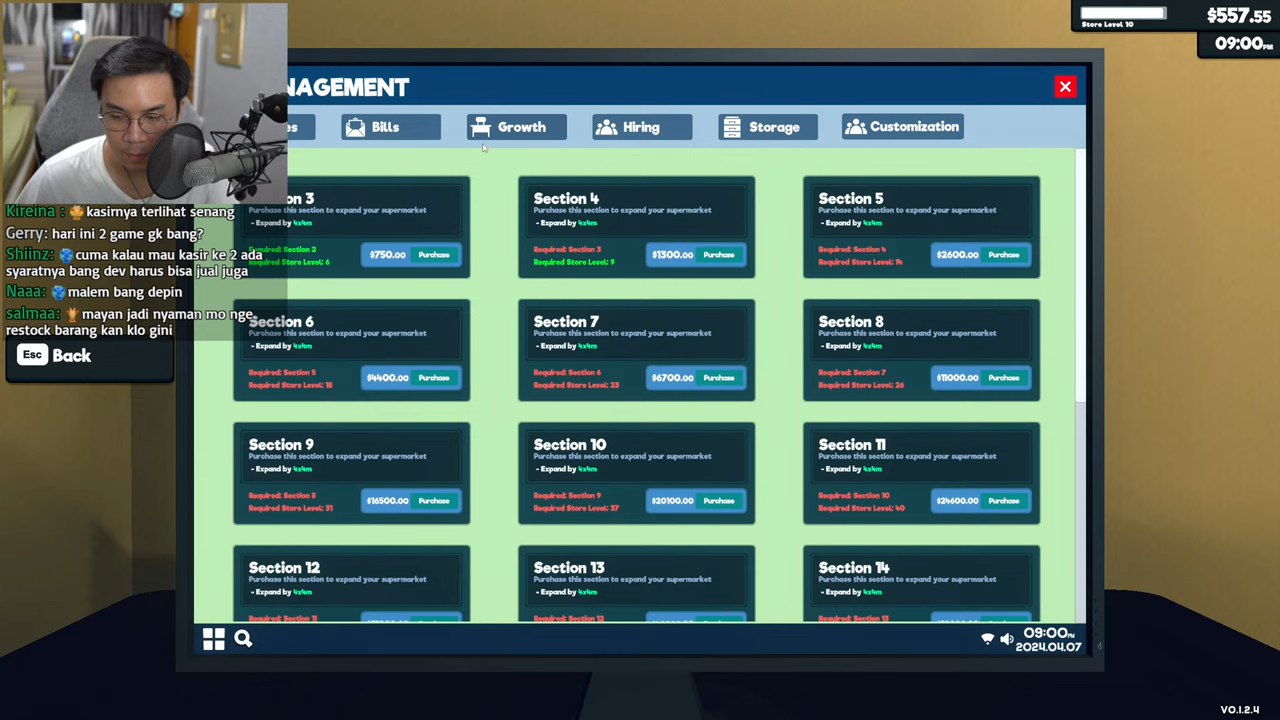 $557.55
Store Level 10
09:00PM
NAGEMENT
es
Bills
Growth
Hiring
Storage
Customization
on 3
Purchase this section to expand your supermarket
- Expand by 4x4m
Required: Section 2
Required Store Level: 6
$750.00 Purchase
Section 4
Purchase this section to expand your supermarket
- Expand by 4x4m
Required: Section 3
Required Store Level: 9
$1300.00 Purchase
Section 5
Purchase this section to expand your supermarket
- Expand by 4x4m
Required: Section 4
Required Store Level: 14
$2600.00 Purchase
Kireina : kasirnya terlihat senang
Gerry: hari ini 2 game gk bang?
Shiinz: cuma kalau mau kasir ke 2 ada
syaratnya bang dev harus bisa jual juga
Naaa: malem bang depin
salmaa: mayan jadi nyaman mo nge
restock barang kan klo gini
Esc Back
Section 6
Purchase this section to expand your supermarket
- Expand by 4x4m
Required: Section 5
Required Store Level: 18
$4400.00 Purchase
Section 7
Purchase this section to expand your supermarket
- Expand by 4x4m
Required: Section 6
Required Store Level: 23
$6700.00 Purchase
Section 8
Purchase this section to expand your supermarket
- Expand by 4x4m
Required: Section 7
Required Store Level: 26
$11000.00 Purchase
Section 9
Purchase this section to expand your supermarket
- Expand by 4x4m
Required: Section 8
Required Store Level: 31
$16500.00 Purchase
Section 10
Purchase this section to expand your supermarket
- Expand by 4x4m
Required: Section 9
Required Store Level: 37
$20100.00 Purchase
Section 11
Purchase this section to expand your supermarket
- Expand by 4x4m
Required: Section 10
Required Store Level: 40
$24600.00 Purchase
Section 12
Purchase this section to expand your supermarket
- Expand by 4x4m
Required: Section 11
Section 13
Purchase this section to expand your supermarket
- Expand by 4x4m
Required: Section 12
Section 14
Purchase this section to expand your supermarket
- Expand by 4x4m
Required: Section 13
09:00PM
2024.04.07
V0.1.2.4